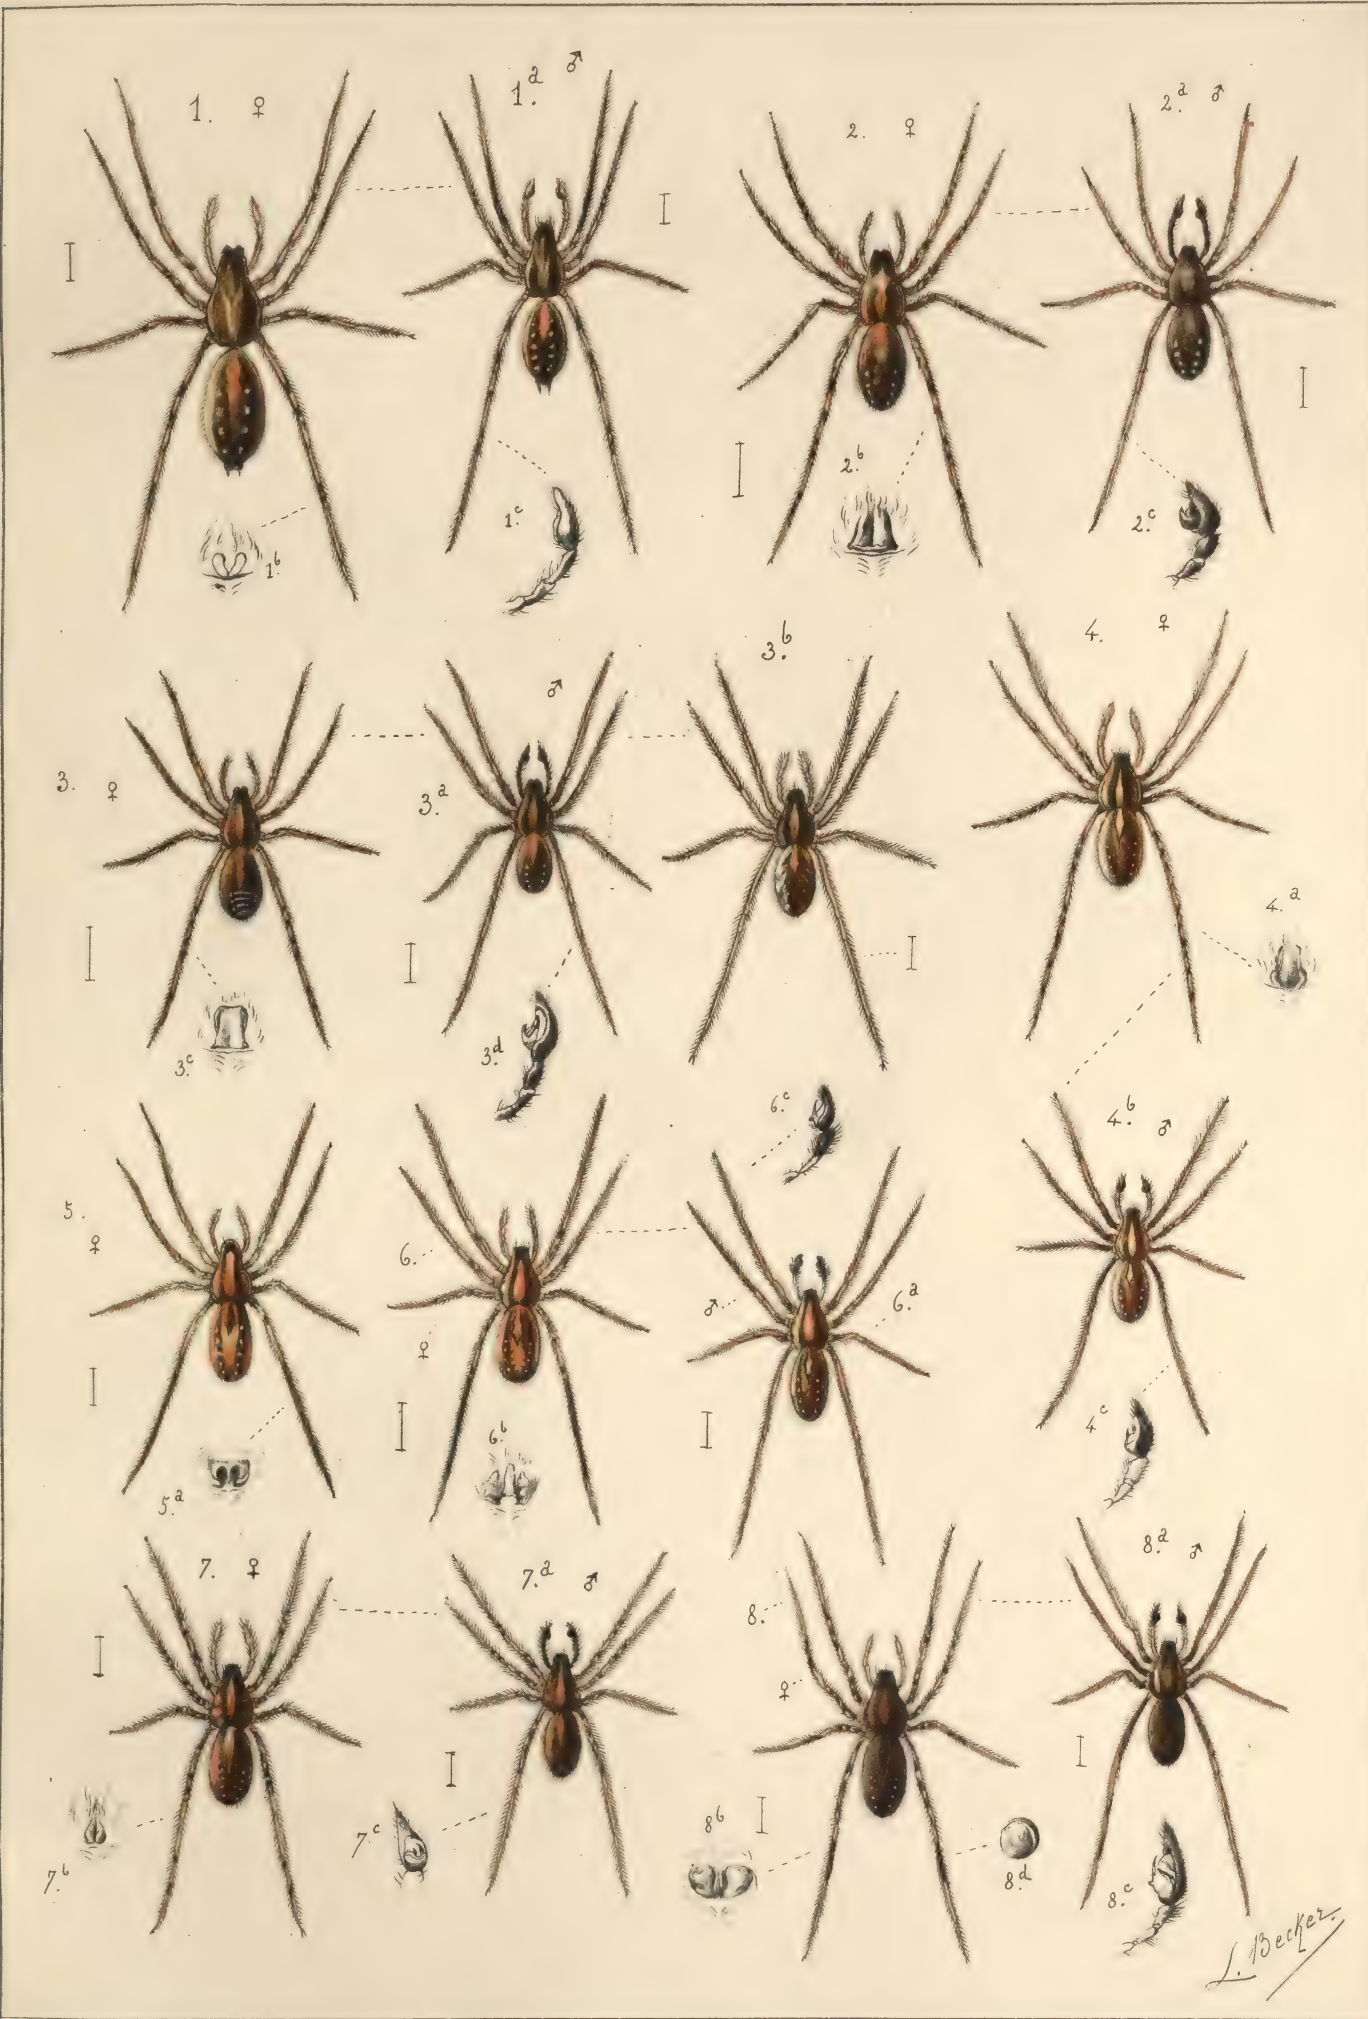 1. ♀
1.a ♂
2. ♀
2.a ♂
2.b
1.c
2.c
1.b
3.b
4. ♀
♂
3. ♀
3.a
4.a
3.c
3.d
6.c
4.b ♂
5.
♀
6.
♂
6.a
♀
4.c
6.b
5.a
7. ♀
7.a ♂
8.a ♂
8.
♀
7.c
8.b
7.b
8.d
8.c
L. Becker.